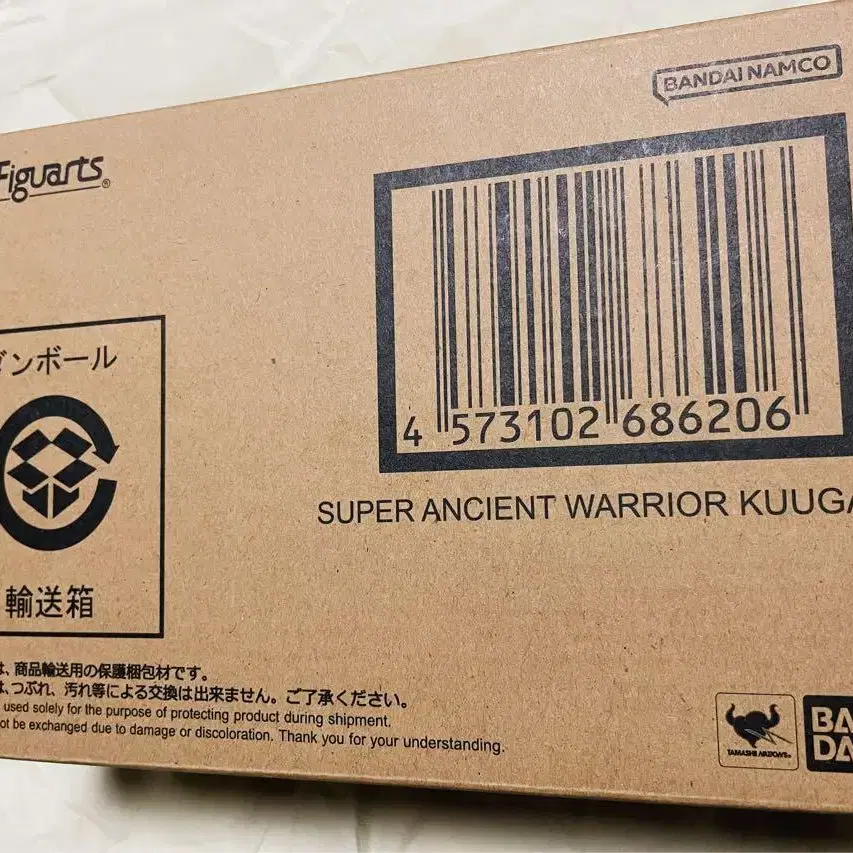 BANDAI NAMCO
Figuarts®
ダンボール
輸送箱
4 573102 686206
SUPER ANCIENT WARRIOR KUUGA
は、商品輸送用の保護梱包材です。
は、つぶれ、汚れ等による交換は出来ません。ご了承ください。
used solely for the purpose of protecting product during shipment.
not be exchanged due to damage or discoloration. Thank you for your understanding.
TAMASHII NATIONS®
BAN
DAI